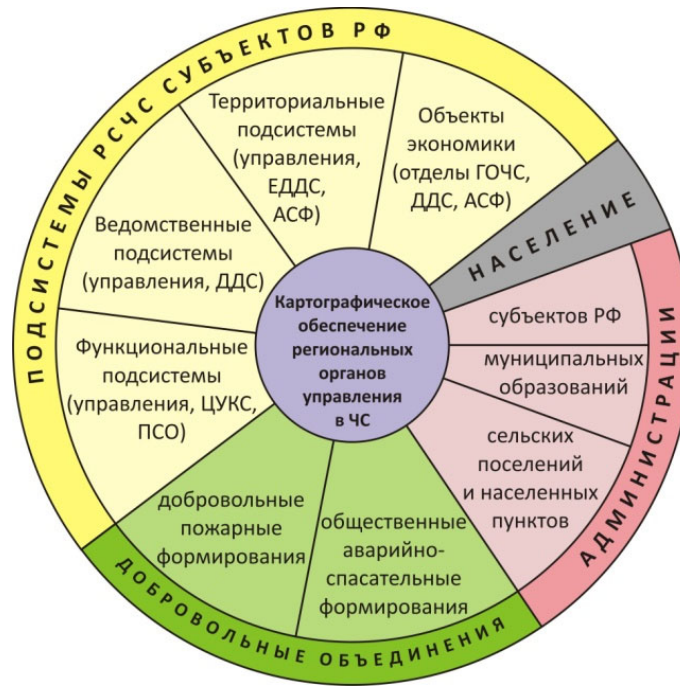 ПОДСИСТЕМЫ РСЧС СУБЪЕКТОВ РФ
Территориальные
подсистемы
(управления,
ЕДДС,
АСФ)
Объекты
экономики
(отделы ГОЧС,
ДДС, АСФ)
Ведомственные
подсистемы
(управления, ДДС)
Функциональные
подсистемы
(управления, ЦУКС,
ПСО)
НАСЕЛЕНИЕ
Картографическое
обеспечение
региональных
органов
управления
в ЧС
субъектов РФ
муниципальных
образований
сельских
поселений
и населенных
пунктов
АДМИНИСТРАЦИИ
добровольные
пожарные
формирования
общественные
аварийно-
спасательные
формирования
ДОБРОВОЛЬНЫЕ ОБЪЕДИНЕНИЯ